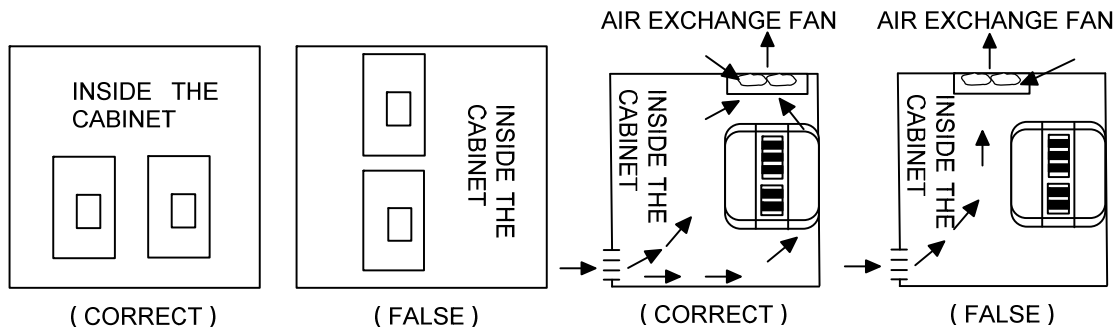 AIR EXCHANGE FAN
AIR EXCHANGE FAN
INSIDE THE
CABINET
INSIDE THE
CABINET
INSIDE THE
CABINET
INSIDE THE
CABINET
( CORRECT )
( FALSE )
( CORRECT )
( FALSE )